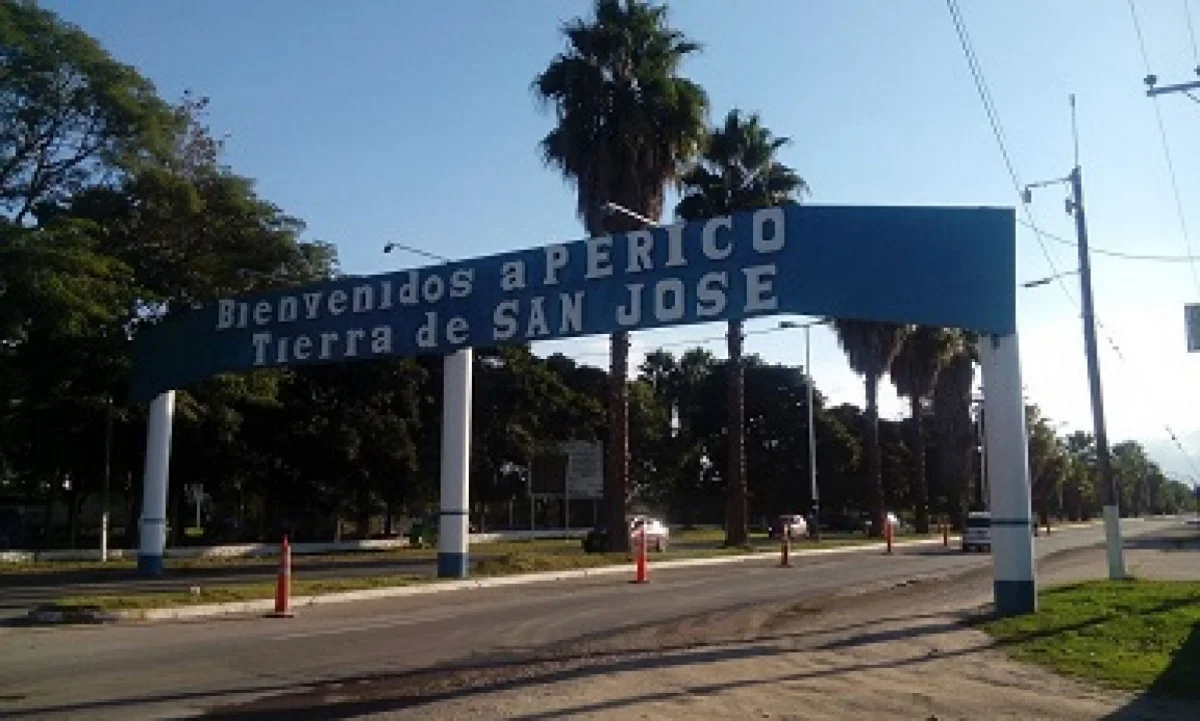 Bienvenidos a PERICO
Tierra de SAN JOSE